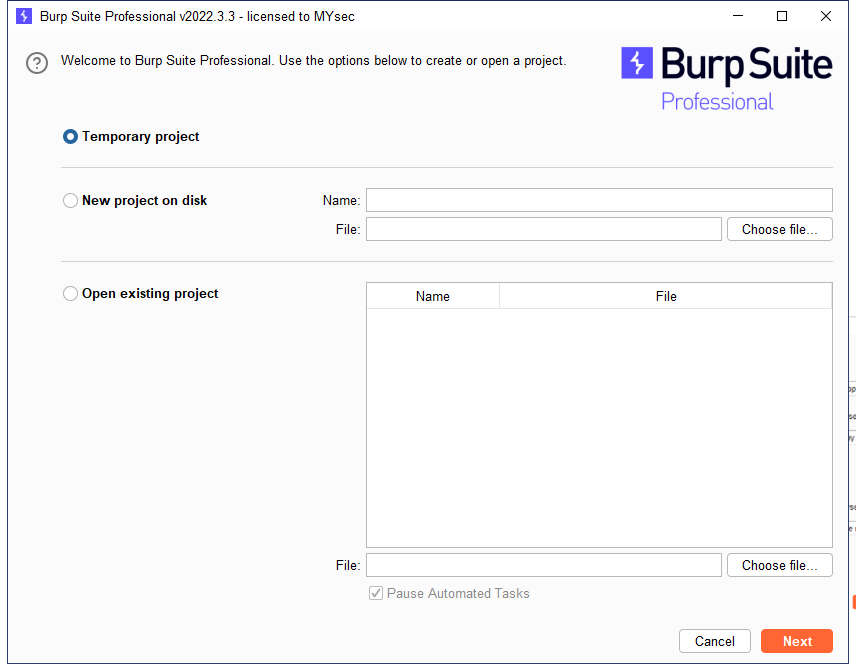 Burp Suite Professional v2022.3.3 - licensed to MYsec
Welcome to Burp Suite Professional. Use the options below to create or open a project.
Burp Suite
Professional
Temporary project
New project on disk
Name:
File:
Choose file...
Open existing project
Name
File
File:
Choose file...
Pause Automated Tasks
Cancel
Next